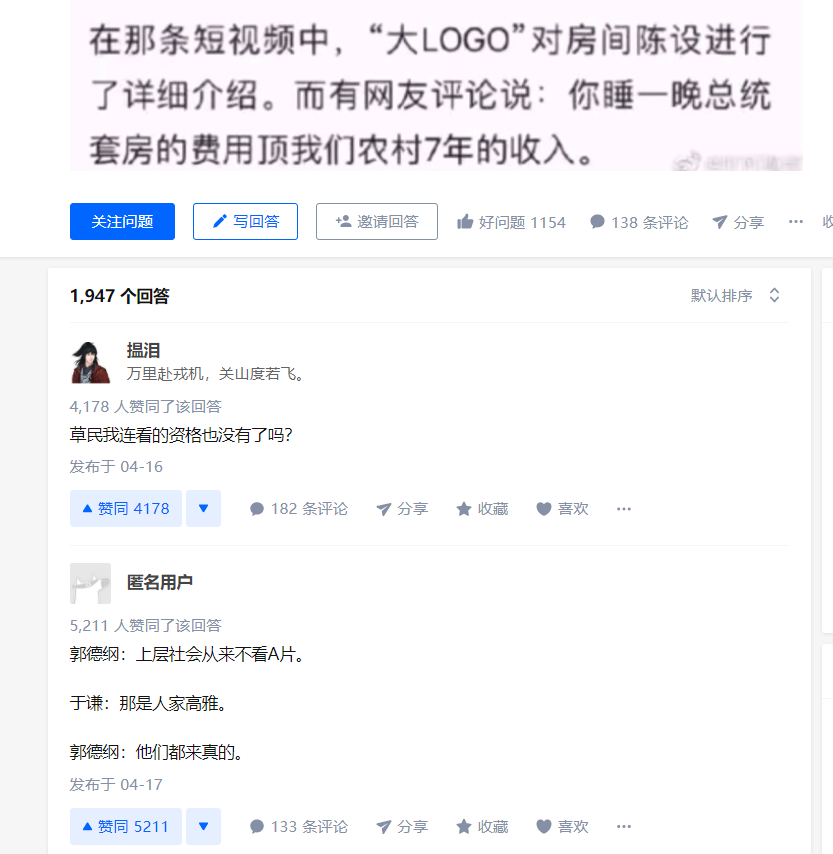 在那条短视频中，“大LOGO”对房间陈设进行
了详细介绍。而有网友评论说：你睡一晚总统
套房的费用顶我们农村7年的收入。
关注问题 写回答 邀请回答 好问题 1154 138 条评论 分享 ··· 收
1,947 个回答 默认排序
揾泪
万里赴戎机，关山度若飞。
4,178 人赞同了该回答
草民我连看的资格也没有了吗？
发布于 04-16
赞同 4178 182 条评论 分享 收藏 喜欢 ···
匿名用户
5,211 人赞同了该回答
郭德纲：上层社会从来不看A片。
于谦：那是人家高雅。
郭德纲：他们都来真的。
发布于 04-17
赞同 5211 133 条评论 分享 收藏 喜欢 ···